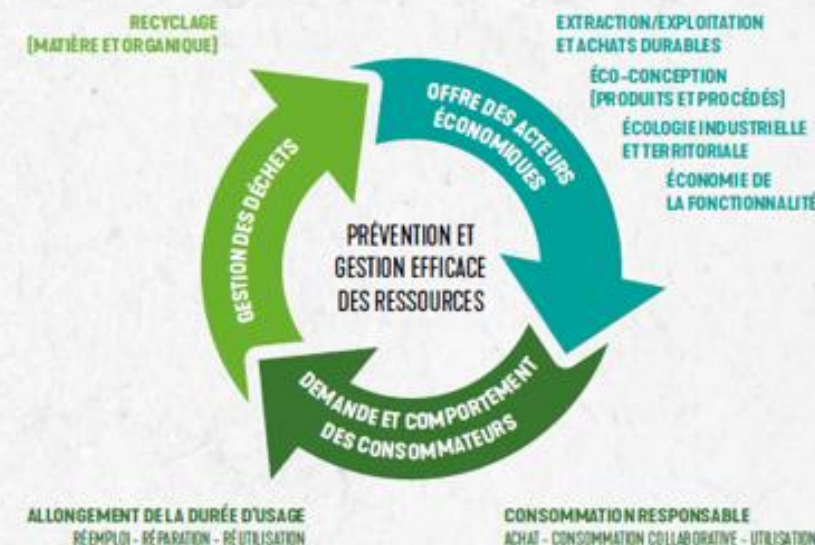 RECYCLAGE
[MATIÈRE ET ORGANIQUE]
EXTRACTION/EXPLOITATION
ET ACHATS DURABLES
ÉCO-CONCEPTION
[PRODUITS ET PROCÉDÉS]
ÉCOLOGIE INDUSTRIELLE
ET TERRITORIALE
ÉCONOMIE DE
LA FONCTIONNALITÉ
OFFRE DES ACTEURS
ÉCONOMIQUES
GESTION DES DÉCHETS
PRÉVENTION ET
GESTION EFFICACE
DES RESSOURCES
DEMANDE ET COMPORTEMENT
DES CONSOMMATEURS
ALLONGEMENT DE LA DURÉE D'USAGE
RÉEMPLOI - RÉPARATION - RÉUTILISATION
CONSOMMATION RESPONSABLE
ACHAT - CONSOMMATION COLLABORATIVE - UTILISATION